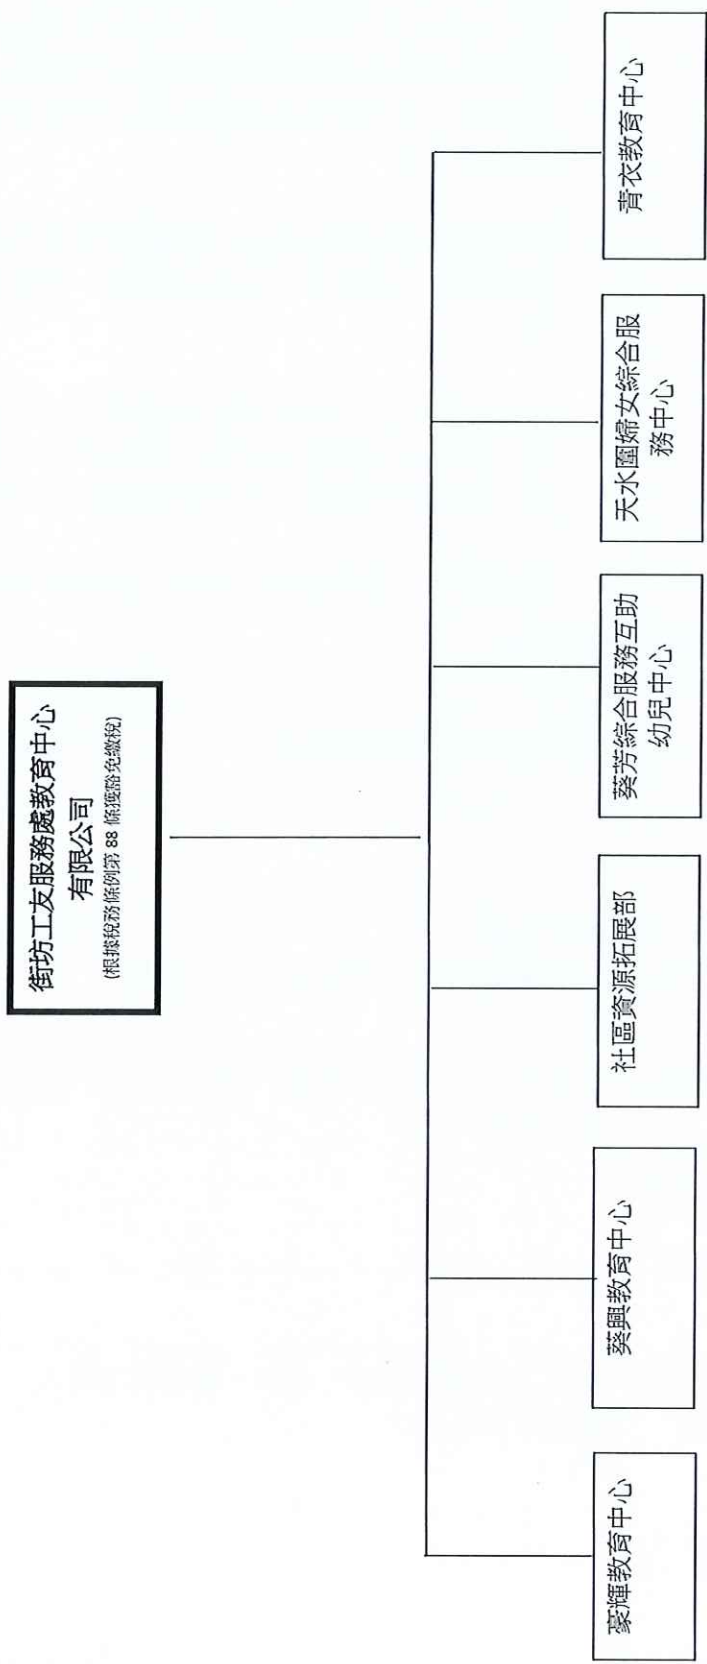 街坊工友服務處教育中心
有限公司
(根據稅務條例第 88 條獲豁免繳稅)
豪輝教育中心
葵興教育中心
社區資源拓展部
葵芳綜合服務互助
幼兒中心
天水圍婦女綜合服
務中心
青衣教育中心